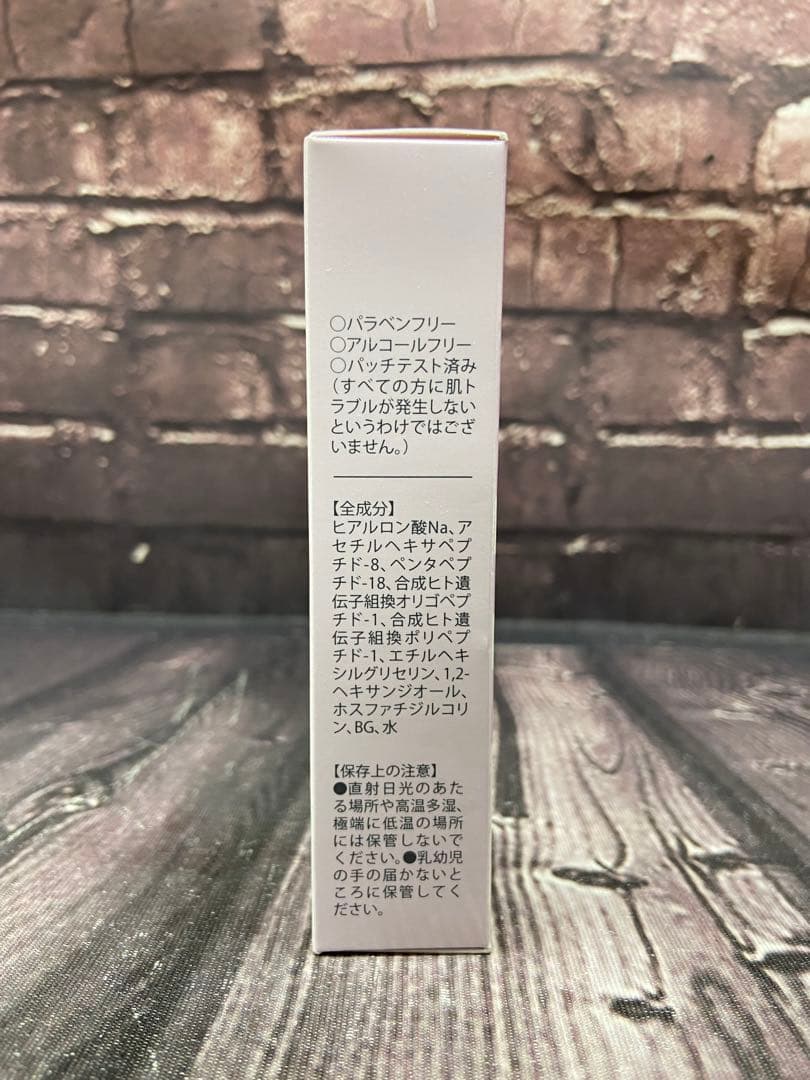 ○パラベンフリー
○アルコールフリー
○パッチテスト済み
(すべての方に肌ト
ラブルが発生しない
というわけではござ
いません。)
【全成分】
ヒアルロン酸Na、ア
セチルヘキサペプ
チド-8、ペンタペプ
チド-18、合成ヒト遺
伝子組換オリゴペプ
チド-1、合成ヒト遺
伝子組換ポリペプ
チド-1、エチルヘキ
シルグリセリン、1,2-
ヘキサンジオール、
ホスファチジルコリ
ン、BG、水
【保存上の注意】
●直射日光のあた
る場所や高温多湿、
極端に低温の場所
には保管しないで
ください。●乳幼児
の手の届かないと
ころに保管してく
ださい。